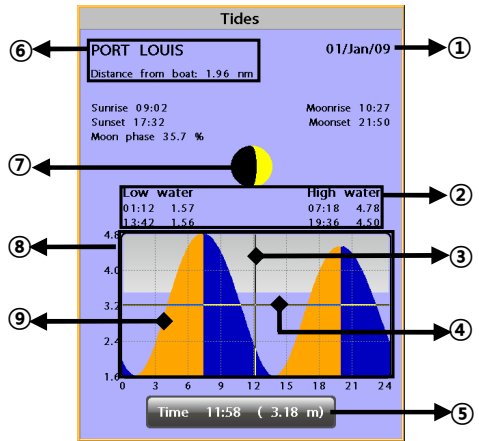 Tides
⑥ PORT LOUIS 01/Jan/09 ①
Distance from boat: 1.96 nm
Sunrise 09:02 Moonrise 10:27
Sunset 17:32 Moonset 21:50
Moon phase 35.7 %
⑦
Low water High water ②
01:12 1.57 07:18 4.78
13:42 1.56 19:36 4.50
⑧ 4.8
③
4.0
3.2
⑨ ④
2.4
1.6
0 3 6 9 12 15 18 21 24
Time 11:58 ( 3.18 m) ⑤